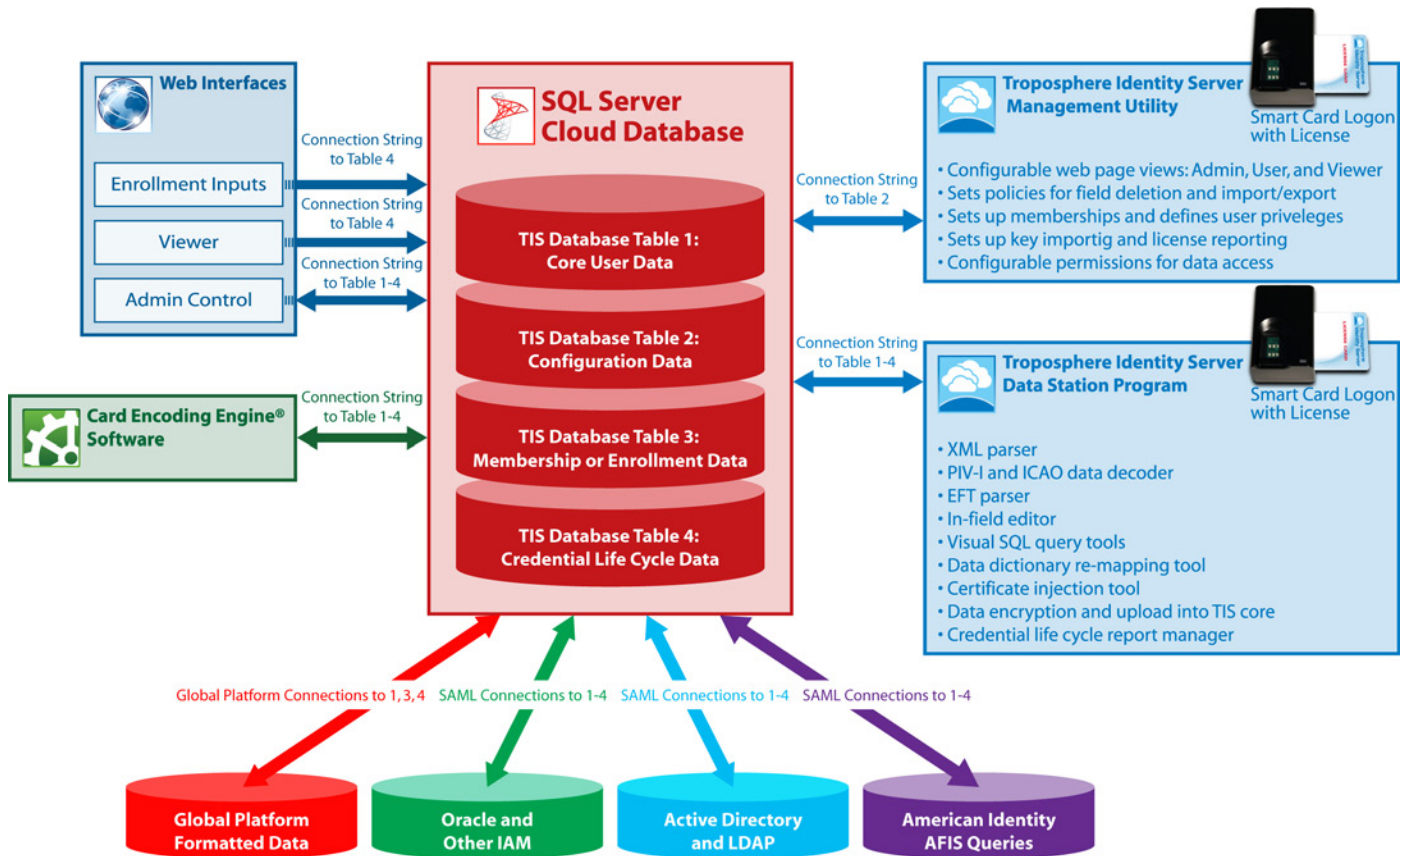 Web Interfaces
Enrollment Inputs
Viewer
Admin Control
Connection String
to Table 4
Connection String
to Table 4
Connection String
to Table 1-4
Card Encoding Engine®
Software
Connection String
to Table 1-4
SQL Server
Cloud Database
TIS Database Table 1:
Core User Data
TIS Database Table 2:
Configuration Data
TIS Database Table 3:
Membership or Enrollment Data
TIS Database Table 4:
Credential Life Cycle Data
Connection String
to Table 2
Connection String
to Table 1-4
Troposphere Identity Server
Management Utility
Smart Card Logon
with License
• Configurable web page views: Admin, User, and Viewer
• Sets policies for field deletion and import/export
• Sets up memberships and defines user priveleges
• Sets up key importig and license reporting
• Configurable permissions for data access
Troposphere Identity Server
Data Station Program
Smart Card Logon
with License
• XML parser
• PIV-I and ICAO data decoder
• EFT parser
• In-field editor
• Visual SQL query tools
• Data dictionary re-mapping tool
• Certificate injection tool
• Data encryption and upload into TIS core
• Credential life cycle report manager
Global Platform Connections to 1, 3, 4
SAML Connections to 1-4
SAML Connections to 1-4
SAML Connections to 1-4
Global Platform
Formatted Data
Oracle and
Other IAM
Active Directory
and LDAP
American Identity
AFIS Queries